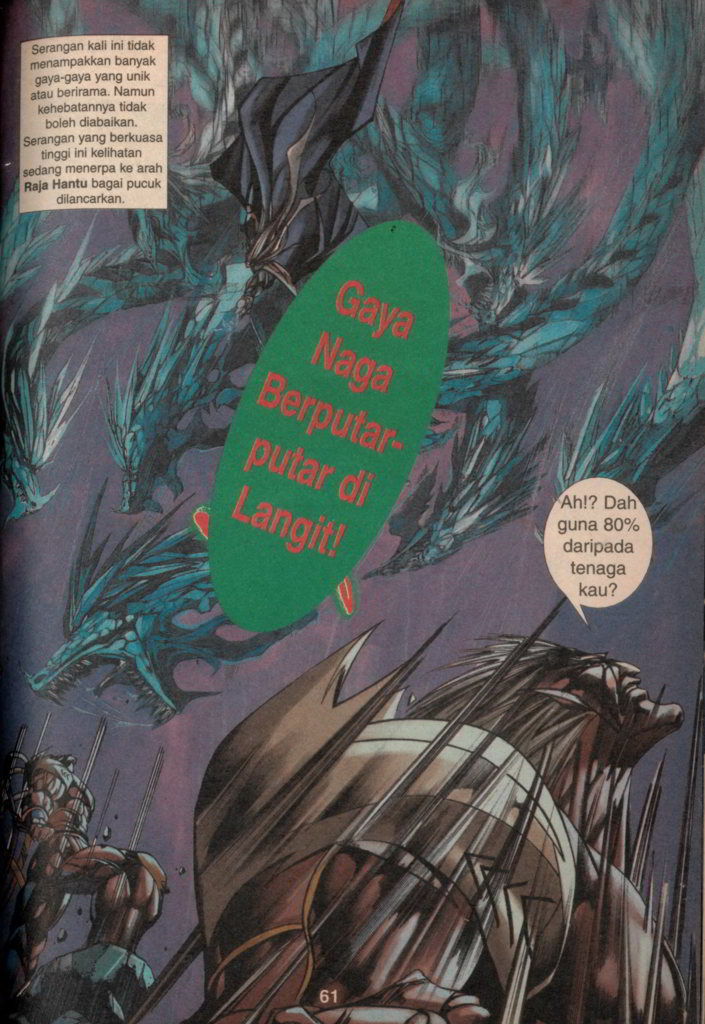 Serangan kali ini tidak
menampakkan banyak
gaya-gaya yang unik
atau berirama. Namun
kehebatannya tidak
boleh diabaikan.
Serangan yang berkuasa
tinggi ini kelihatan
sedang menerpa ke arah
Raja Hantu bagai pucuk
dilancarkan.
Gaya
Naga
Berputar-
putar di
Langit!
Ah!? Dah
guna 80%
daripada
tenaga
kau?
61